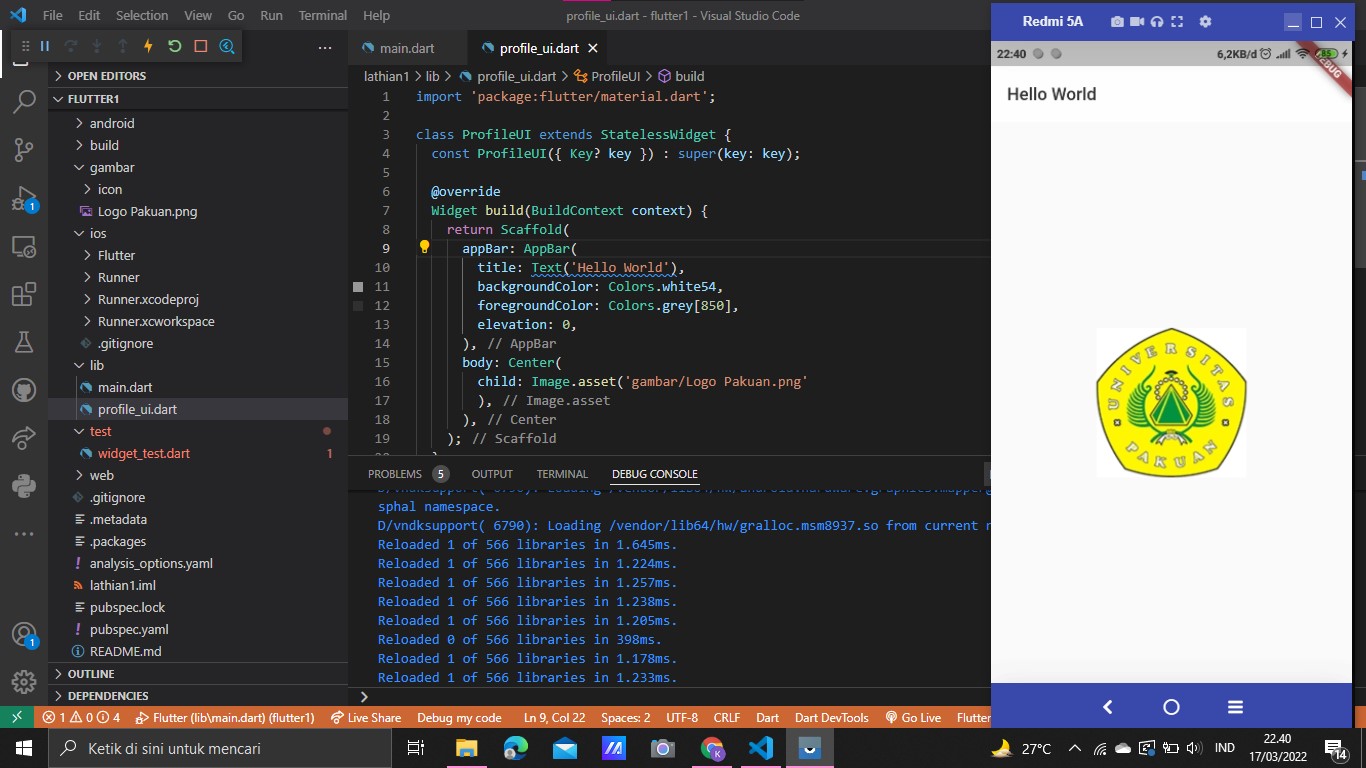 File Edit Selection View Go Run Terminal Help
profile_ui.dart - flutter1 - Visual Studio Code
OPEN EDITORS
FLUTTER1
android
build
gambar
icon
Logo Pakuan.png
ios
Flutter
Runner
Runner.xcodeproj
Runner.xcworkspace
.gitignore
lib
main.dart
profile_ui.dart
test
widget_test.dart 1
web
.gitignore
.metadata
.packages
analysis_options.yaml
lathian1.iml
pubspec.lock
pubspec.yaml
README.md
OUTLINE
DEPENDENCIES
main.dart profile_ui.dart
lathian1 > lib > profile_ui.dart > ProfileUI > build
1 import 'package:flutter/material.dart';
2
3 class ProfileUI extends StatelessWidget {
4 const ProfileUI({ Key? key }) : super(key: key);
5
6 @override
7 Widget build(BuildContext context) {
8 return Scaffold(
9 appBar: AppBar(
10 title: Text('Hello World'),
11 backgroundColor: Colors.white54,
12 foregroundColor: Colors.grey[850],
13 elevation: 0,
14 ), // AppBar
15 body: Center(
16 child: Image.asset('gambar/Logo Pakuan.png'
17 ), // Image.asset
18 ), // Center
19 ); // Scaffold
PROBLEMS 5 OUTPUT TERMINAL DEBUG CONSOLE
sphal namespace.
D/vndksupport( 6790): Loading /vendor/lib64/hw/gralloc.msm8937.so from current
Reloaded 1 of 566 libraries in 1.645ms.
Reloaded 1 of 566 libraries in 1.224ms.
Reloaded 1 of 566 libraries in 1.257ms.
Reloaded 1 of 566 libraries in 1.238ms.
Reloaded 1 of 566 libraries in 1.205ms.
Reloaded 0 of 566 libraries in 398ms.
Reloaded 1 of 566 libraries in 1.178ms.
Reloaded 1 of 566 libraries in 1.233ms.
1 0 4 Flutter (lib\main.dart) (flutter1) Live Share Debug my code Ln 9, Col 22 Spaces: 2 UTF-8 CRLF Dart Dart DevTools Go Live Flutter
Redmi 5A
22:40 6,2KB/d 85
DEBUG
Hello World
UNIVERSITAS
PAKUAN
Ketik di sini untuk mencari
27°C IND
22.40
17/03/2022
14